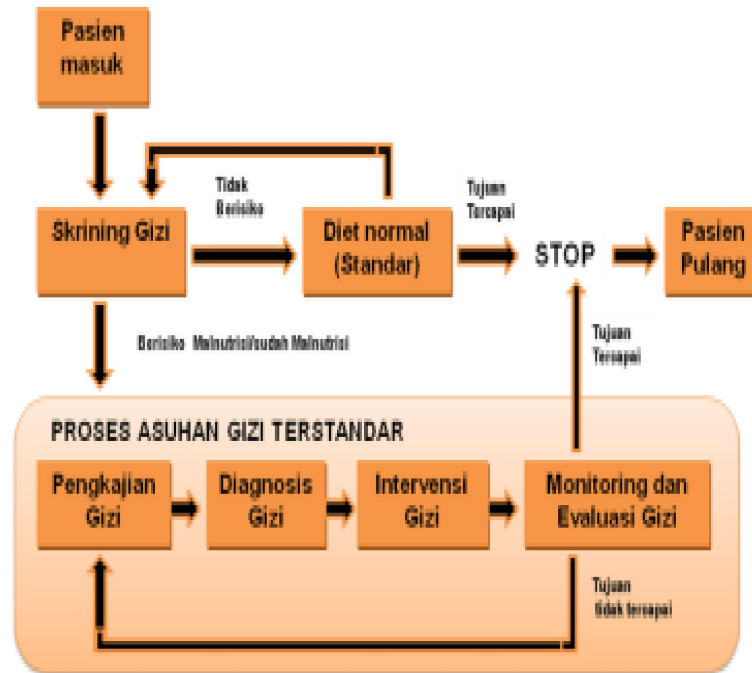 Pasien
masuk
Skrining Gizi
Tidak
Berisiko
Diet normal
(Standar)
Tujuan
Tercapai
STOP
Pasien
Pulang
Berisiko Malnutrisi/sudah Malnutrisi
Tujuan
Tercapai
PROSES ASUHAN GIZI TERSTANDAR
Pengkajian
Gizi
Diagnosis
Gizi
Intervensi
Gizi
Monitoring dan
Evaluasi Gizi
Tujuan
tidak tercapai